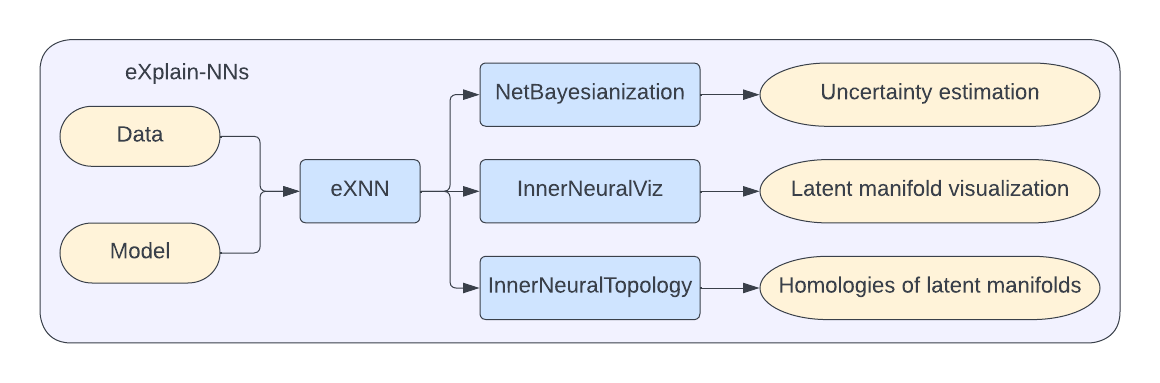 eXplain-NNs
Data
Model
eXNN
NetBayesianization
InnerNeuralViz
InnerNeuralTopology
Uncertainty estimation
Latent manifold visualization
Homologies of latent manifolds